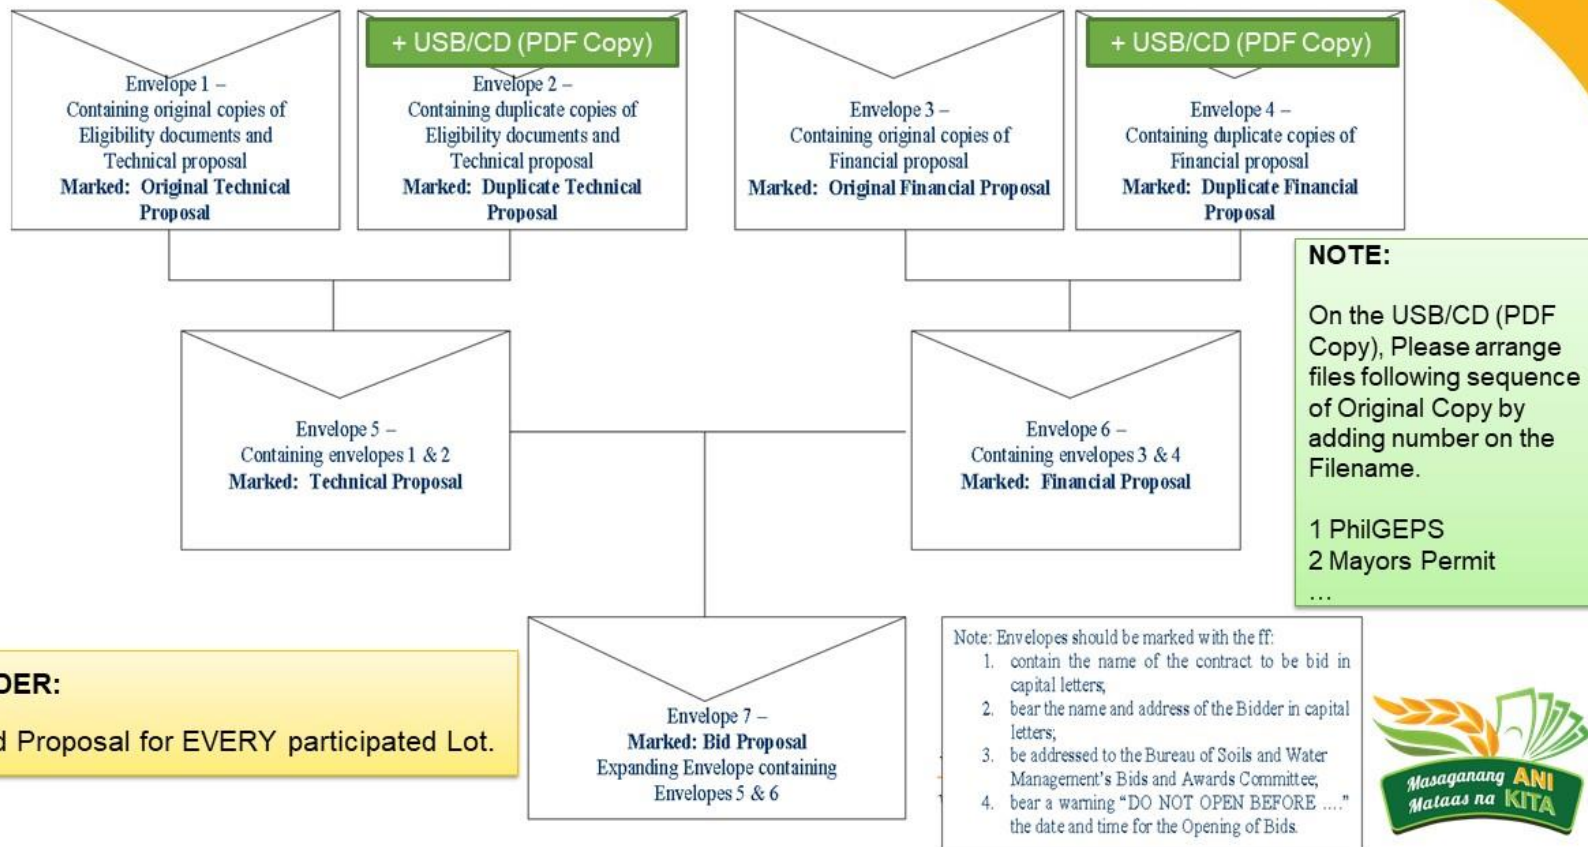 + USB/CD (PDF Copy)
+ USB/CD (PDF Copy)
Envelope 1 –
Containing original copies of
Eligibility documents and
Technical proposal
Marked: Original Technical
Proposal
Envelope 2 –
Containing duplicate copies of
Eligibility documents and
Technical proposal
Marked: Duplicate Technical
Proposal
Envelope 3 –
Containing original copies of
Financial proposal
Marked: Original Financial Proposal
Envelope 4 –
Containing duplicate copies of
Financial proposal
Marked: Duplicate Financial
Proposal
NOTE:
On the USB/CD (PDF
Copy), Please arrange
files following sequence
of Original Copy by
adding number on the
Filename.
1 PhilGEPS
2 Mayors Permit
…
Envelope 5 –
Containing envelopes 1 & 2
Marked: Technical Proposal
Envelope 6 –
Containing envelopes 3 & 4
Marked: Financial Proposal
DER:
d Proposal for EVERY participated Lot.
Envelope 7 –
Marked: Bid Proposal
Expanding Envelope containing
Envelopes 5 & 6
Note: Envelopes should be marked with the ff:
1. contain the name of the contract to be bid in
capital letters;
2. bear the name and address of the Bidder in capital
letters;
3. be addressed to the Bureau of Soils and Water
Management's Bids and Awards Committee;
4. bear a warning “DO NOT OPEN BEFORE ….”
the date and time for the Opening of Bids.
Masaganang ANI
Mataas na KITA